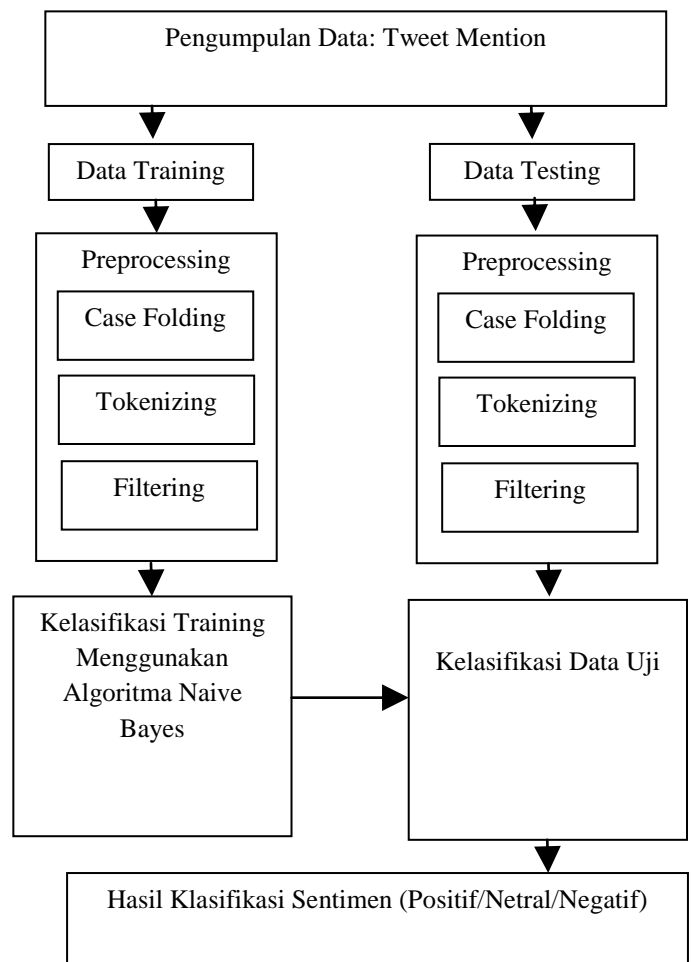 Pengumpulan Data: Tweet Mention
Data Training
Data Testing
Preprocessing
Case Folding
Tokenizing
Filtering
Preprocessing
Case Folding
Tokenizing
Filtering
Kelasifikasi Training
Menggunakan
Algoritma Naive
Bayes
Kelasifikasi Data Uji
Hasil Klasifikasi Sentimen (Positif/Netral/Negatif)